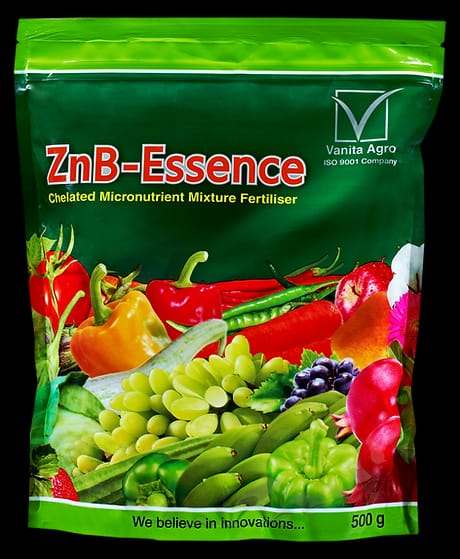 Vanita Agro
ISO 9001 Company
ZnB-Essence
Chelated Micronutrient Mixture Fertiliser
We believe in innovations...
500 g